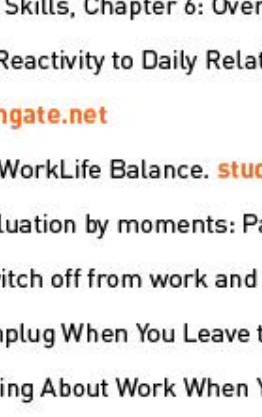 Skills, Chapter 6: Over
Reactivity to Daily Relat
ngate.net
WorkLife Balance. stud
luation by moments: Pa
itch off from work and
nplug When You Leave t
ing About Work When Y